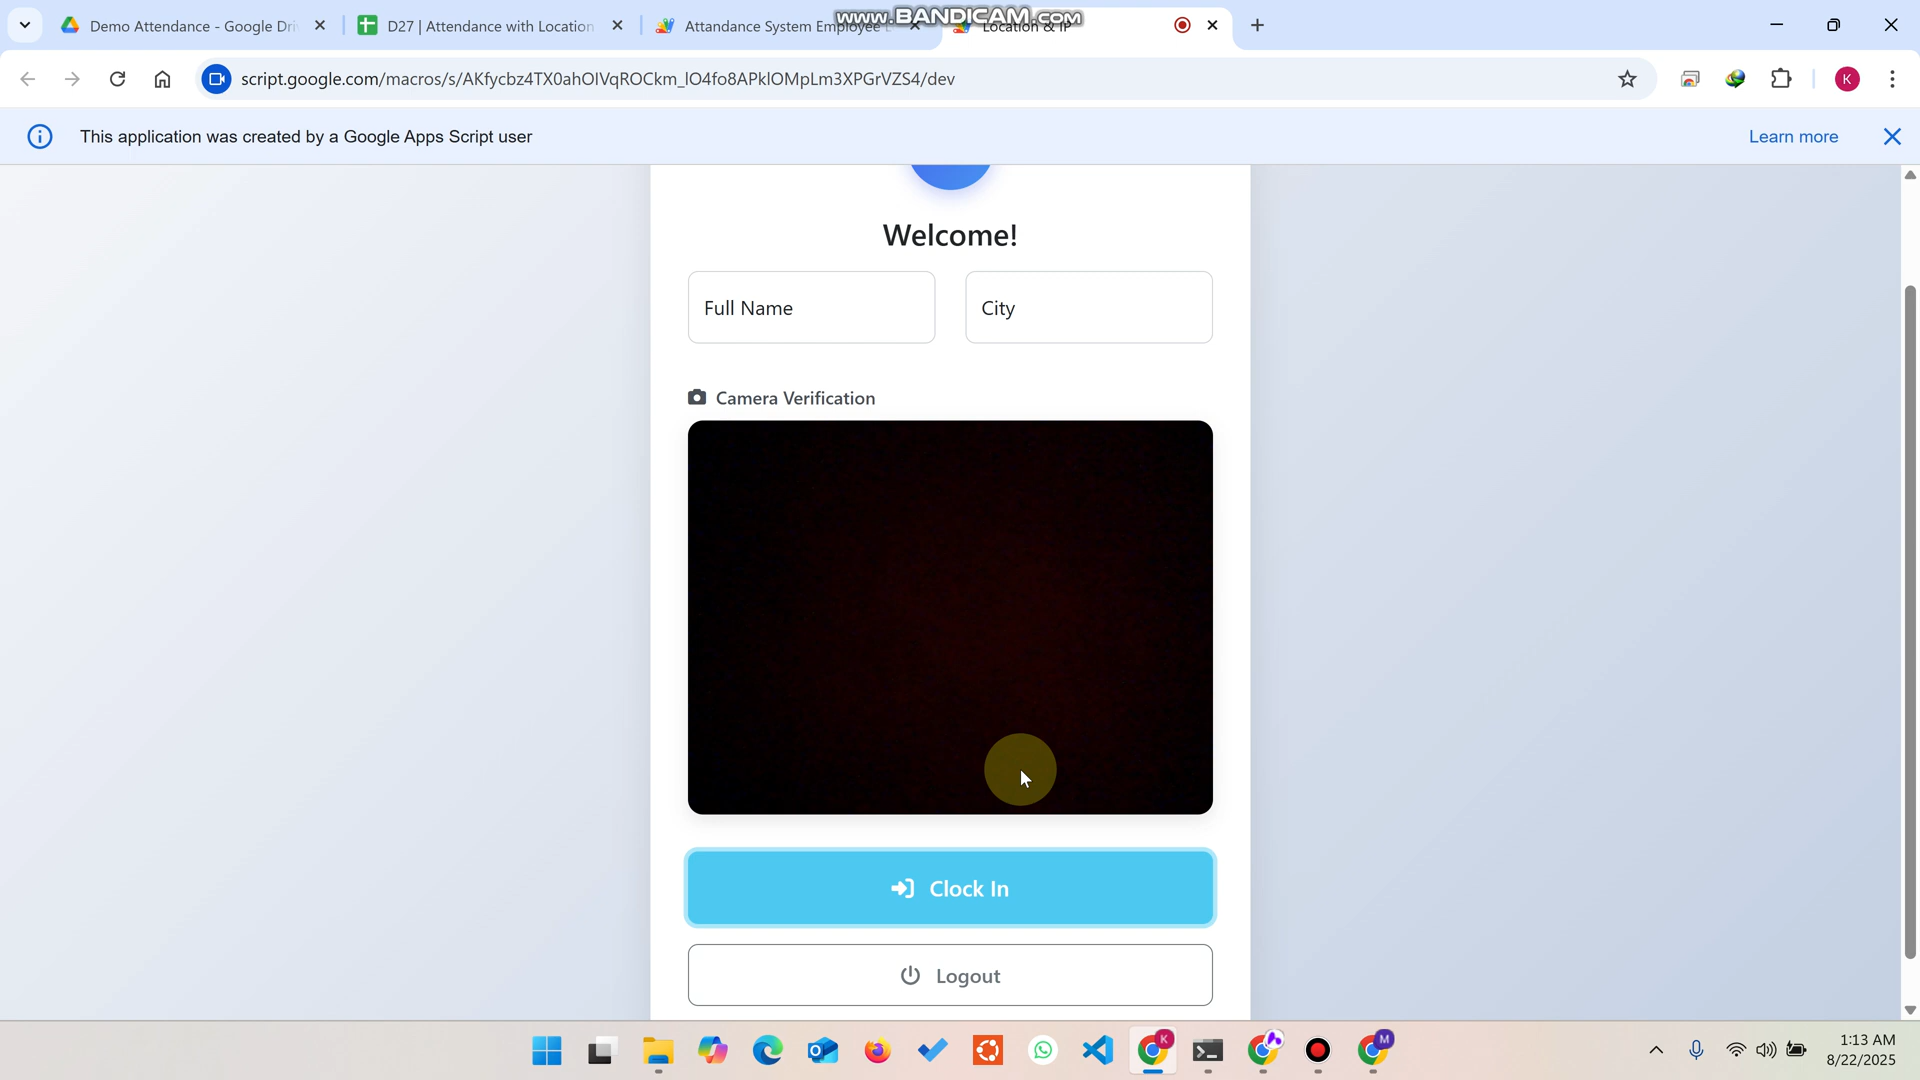 Demo Attendance - Google Dri
D27 | Attendance with Location
Attandance System Employee
Location & IP
www.BANDICAM.com
script.google.com/macros/s/AKfycbz4TX0ahOIVqROCkm_IO4fo8APkIOMpLm3XPGrVZS4/dev
K
This application was created by a Google Apps Script user
Learn more
Welcome!
Full Name
City
Camera Verification
Clock In
Logout
K
M
1:13 AM
8/22/2025